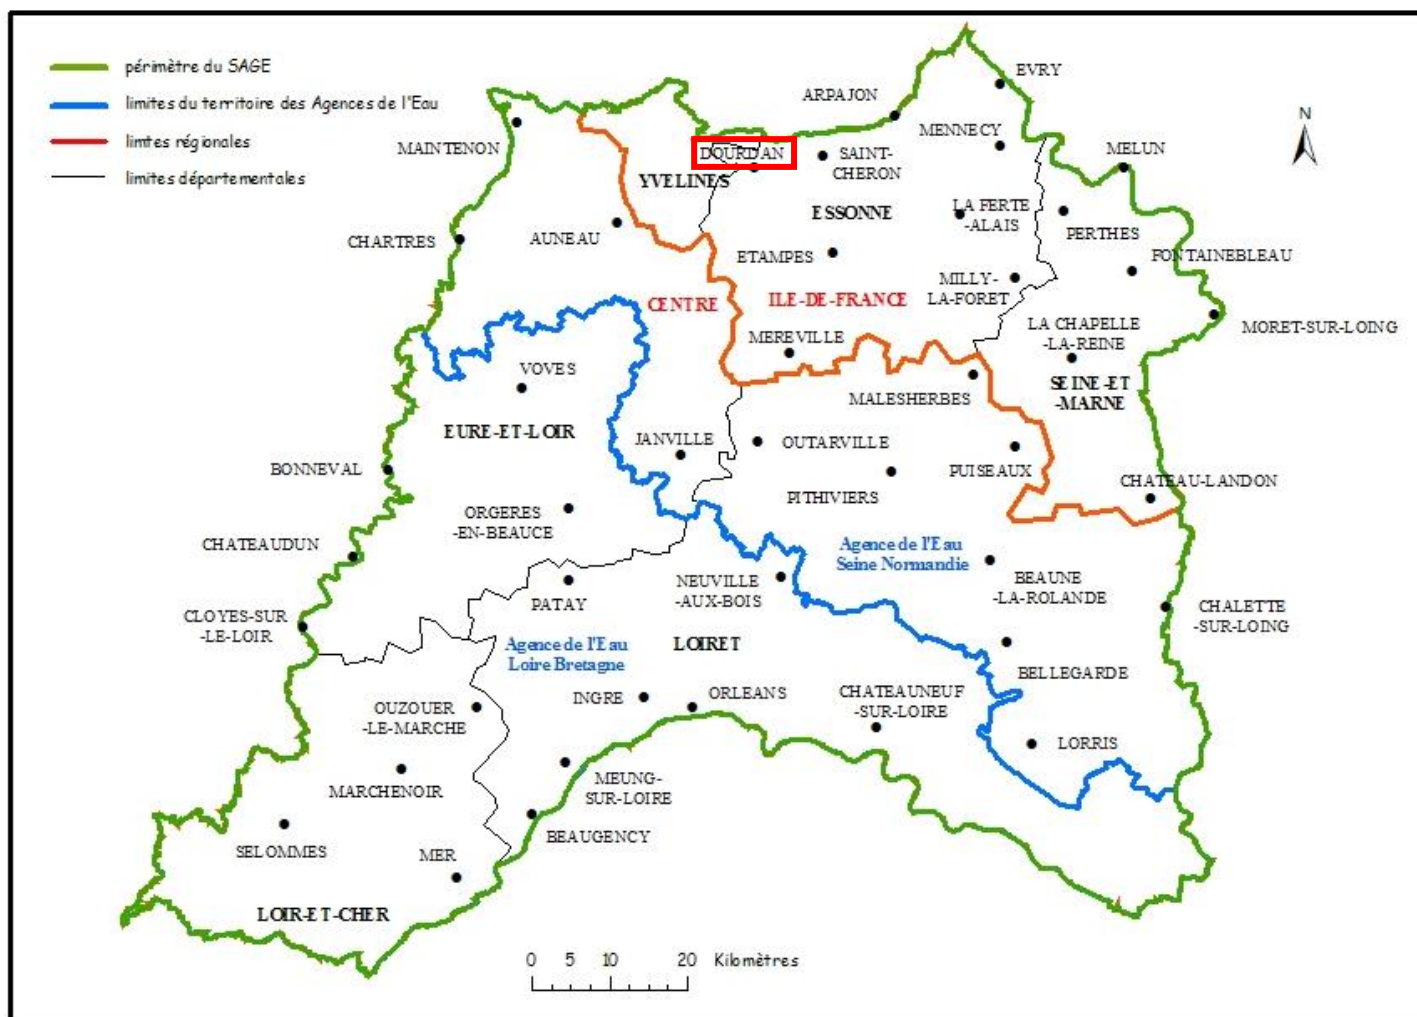 périmètre du SAGE
limites du territoire des Agences de l'Eau
limtes régionales
limites départementales
N
EVRY
ARPAJON
MENNECY
MAINTENON
DOURDAN
SAINT-
CHERON
MELUN
YVELINES
ESSONNE
LA FERTE
-ALAIS
PERTHES
CHARTRES
AUNEAU
ETAMPES
FONTAINEBLEAU
MILLY-
LA-FORET
CENTRE
ILE-DE-FRANCE
LA CHAPELLE
-LA-REINE
MORET-SUR-LOING
MEREVILLE
VOVES
MALESHERBES
SEINE-ET
-MARNE
EURE-ET-LOIR
JANVILLE
OUTARVILLE
BONNEVAL
PITHIVIERS
PUISEAUX
CHATEAU-LANDON
ORGERES
-EN-BEAUCE
CHATEAUDUN
Agence de l'Eau
Seine Normandie
PATAY
NEUVILLE
-AUX-BOIS
BEAUNE
-LA-ROLANDE
CLOYES-SUR
-LE-LOIR
CHALETTE
-SUR-LOING
Agence de l'Eau
Loire Bretagne
LOIRET
BELLEGARDE
INGRE
ORLEANS
CHATEAUNEUF
-SUR-LOIRE
OUZOUER
-LE-MARCHE
LORRIS
MARCHENOIR
MEUNG-
SUR-LOIRE
BEAUGENCY
SELOMMES
MER
LOIR-ET-CHER
0 5 10 20 Kilomètres